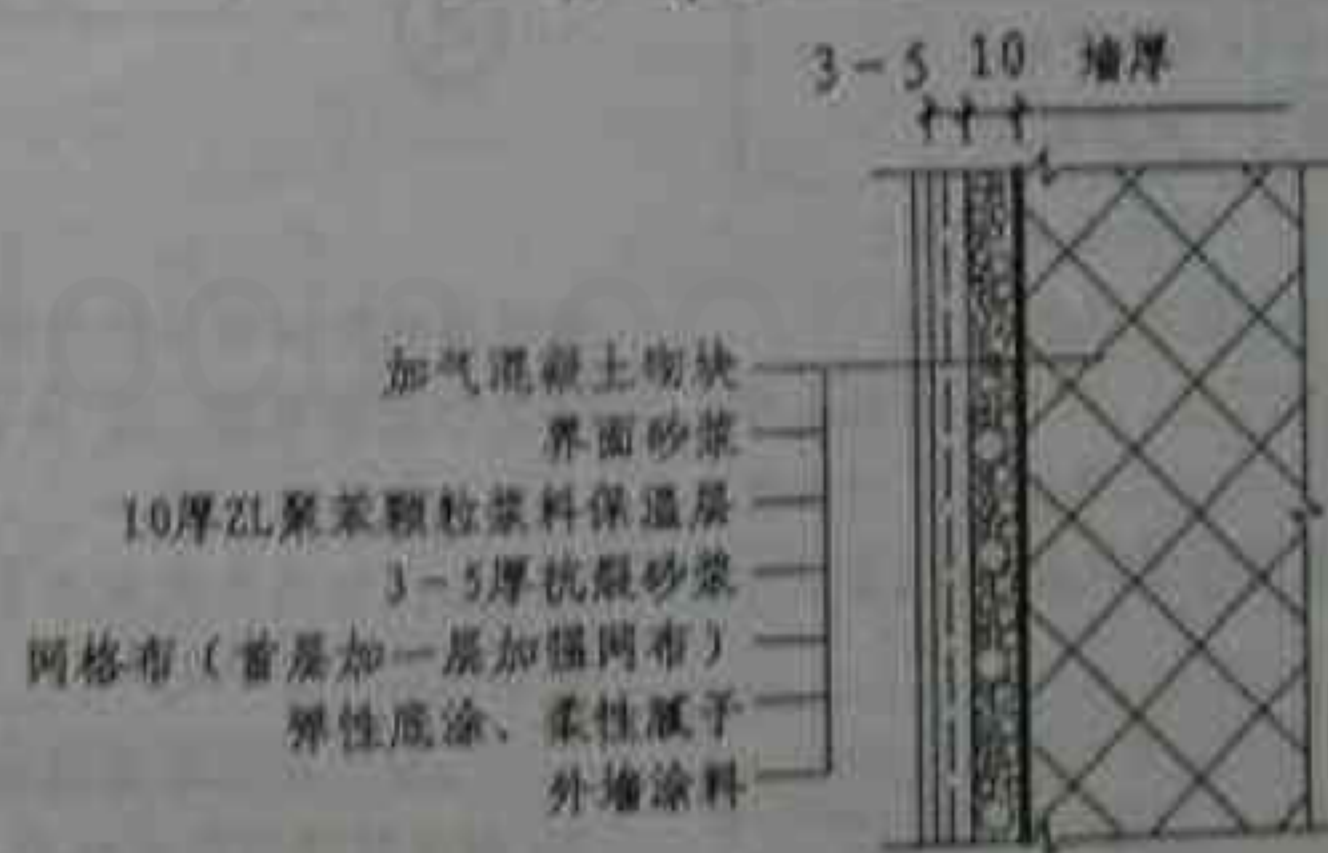 3-5 10 墙厚
加气混凝土砌块
界面砂浆
10厚ZL聚苯颗粒浆料保温层
3-5厚抗裂砂浆
网格布(首层加一层加强网布)
弹性底涂、柔性腻子
外墙涂料